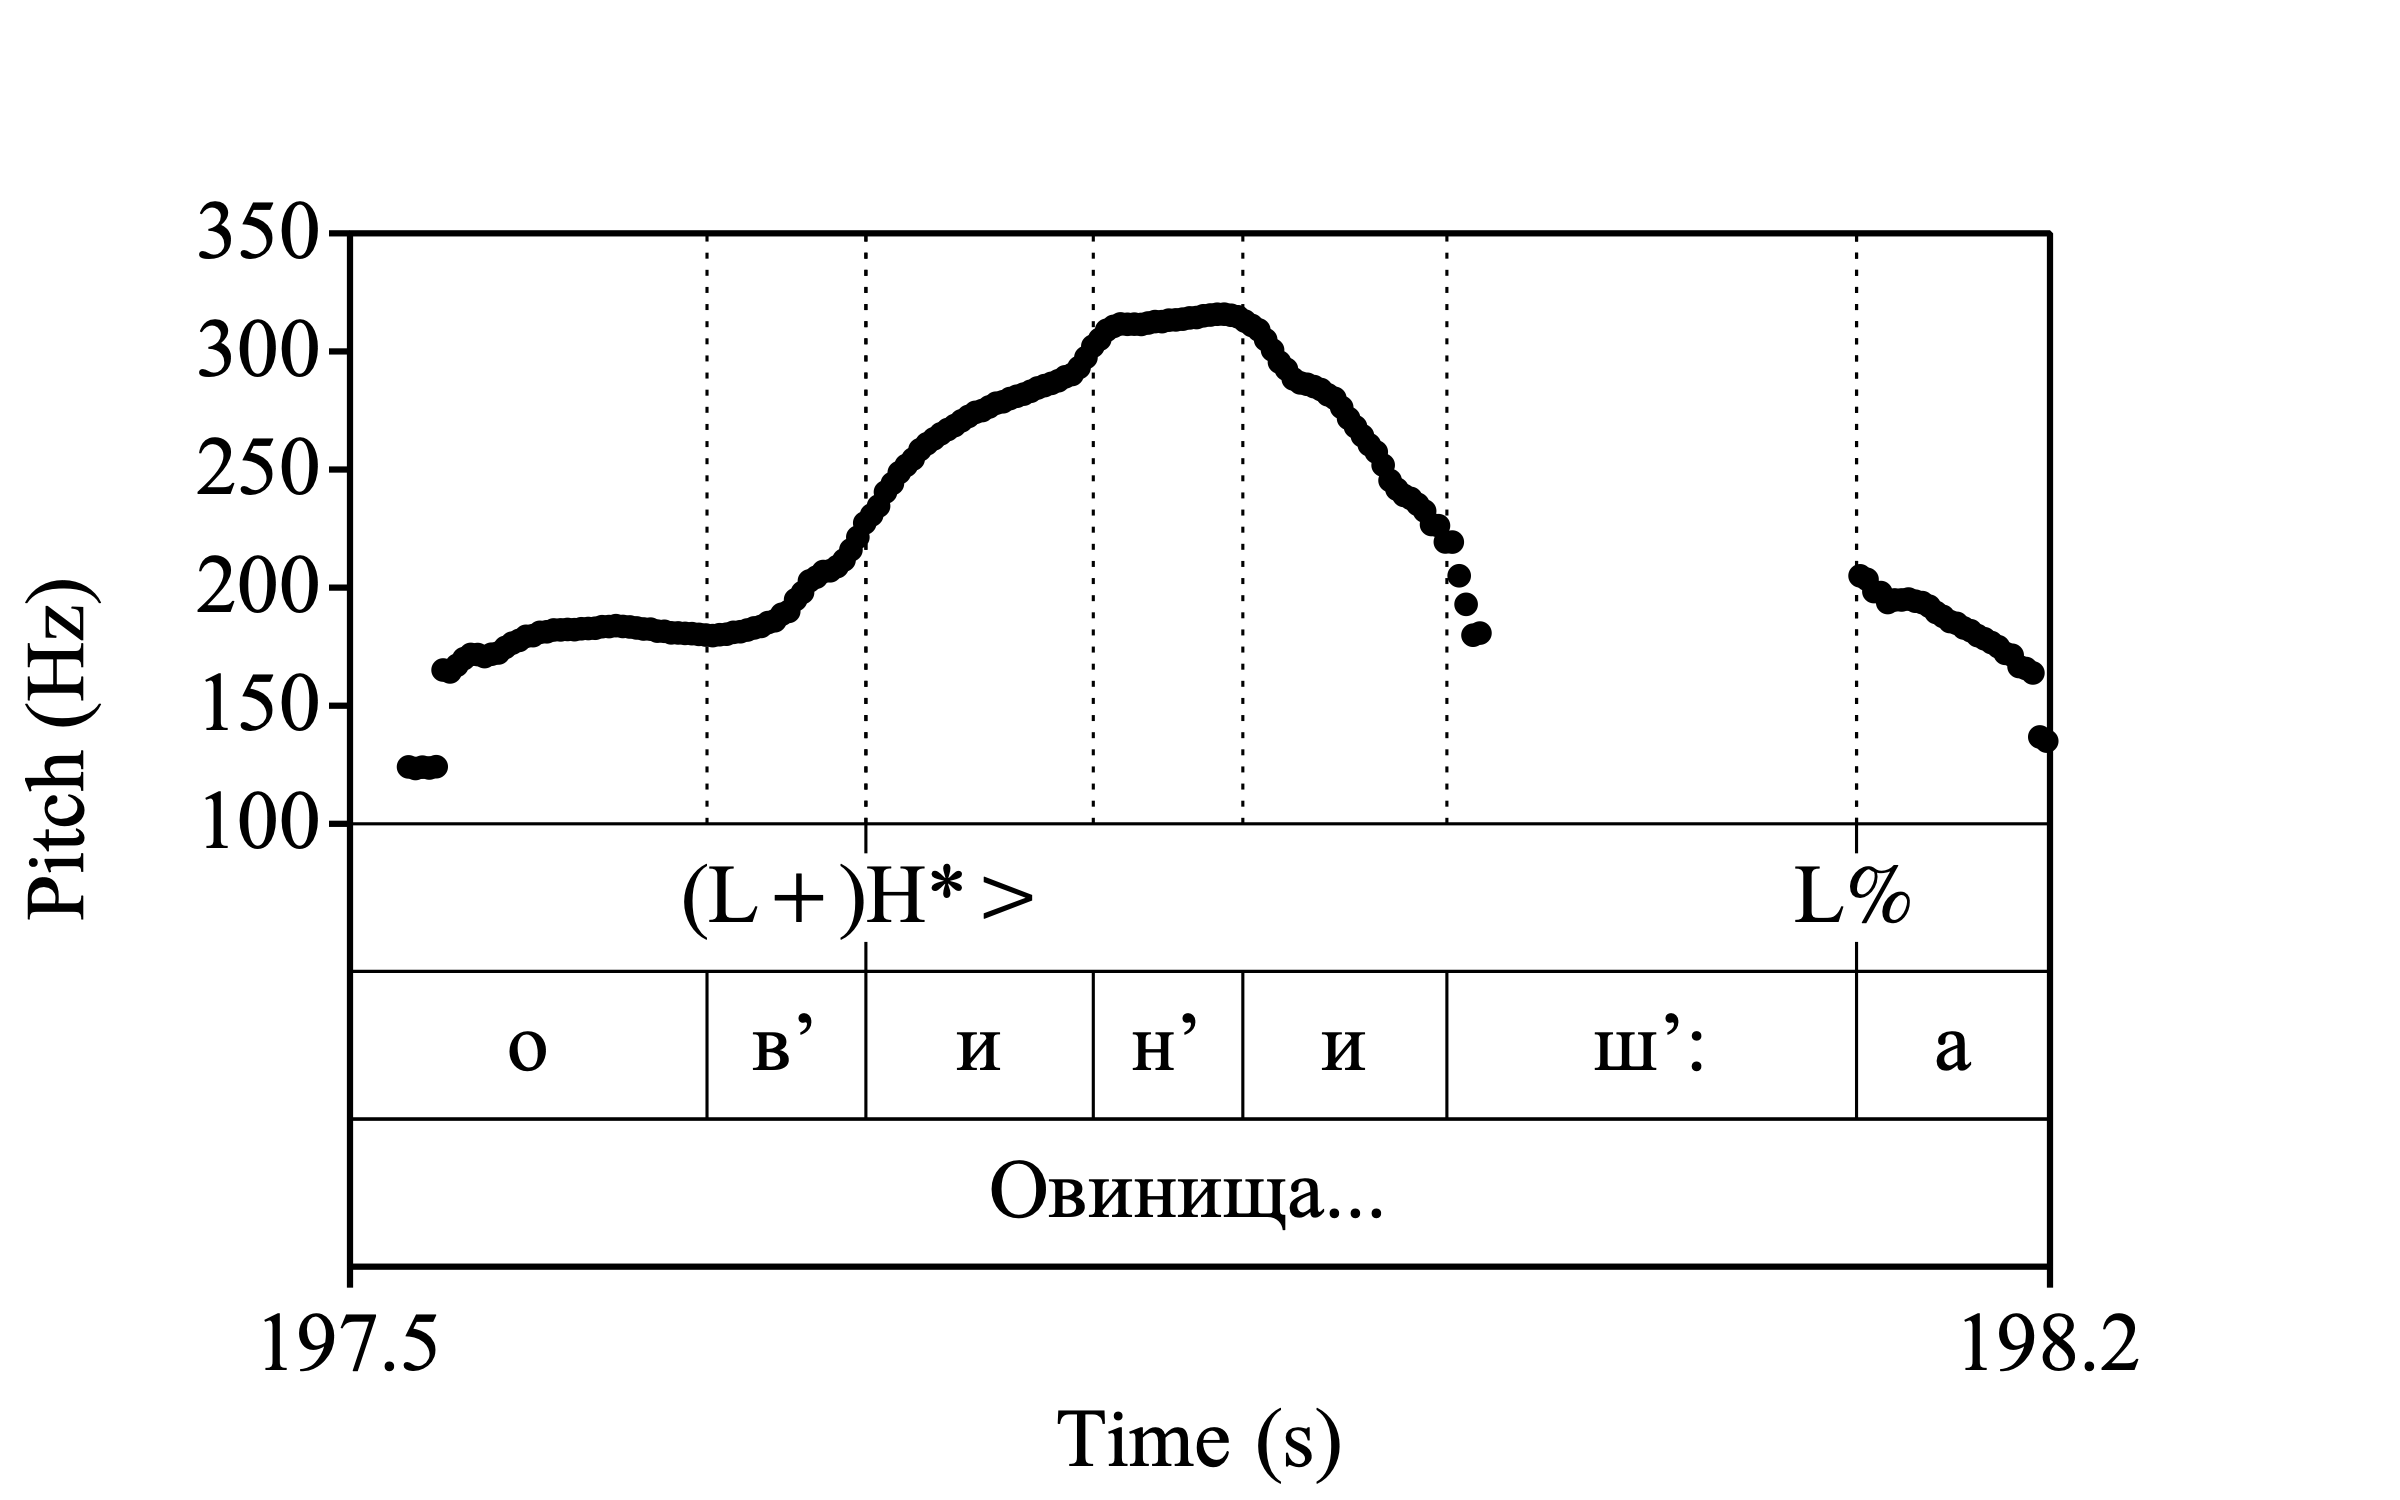 350
300
250
200
150
100
Pitch (Hz)
(L+)H*> L%
о в’ и н’ и ш’: а
Овинища...
197.5 198.2
Time (s)